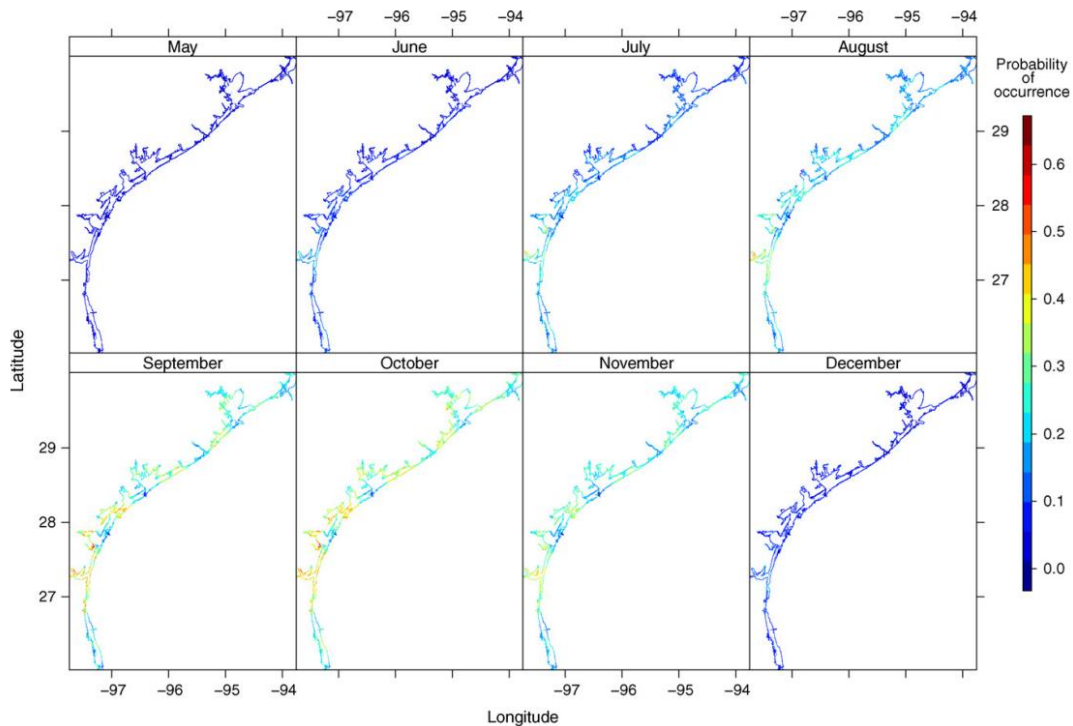 −97 −96 −95 −94 −97 −96 −95 −94
May June July August
Probability
of
occurrence
29 29 0.6
0.5
28 0.4
27 0.3
Latitude
September October November December
29 0.2
28 0.1
27 0.0
−97 −96 −95 −94 −97 −96 −95 −94
Longitude